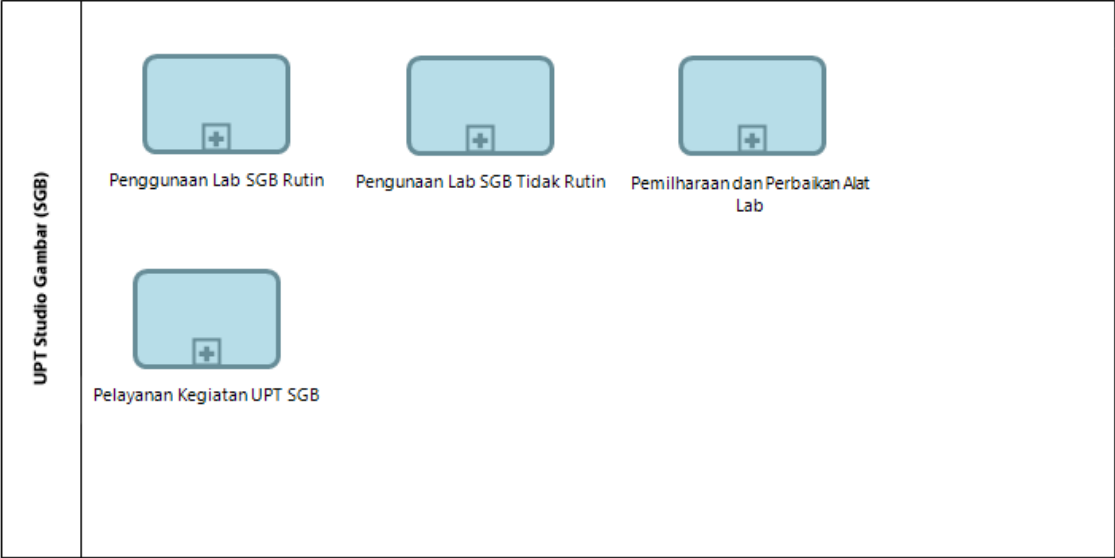 UPT Studio Gambar (SGB)
Penggunaan Lab SGB Rutin
Pengunaan Lab SGB Tidak Rutin
Pemilharaan dan Perbaikan Alat
Lab
Pelayanan Kegiatan UPT SGB